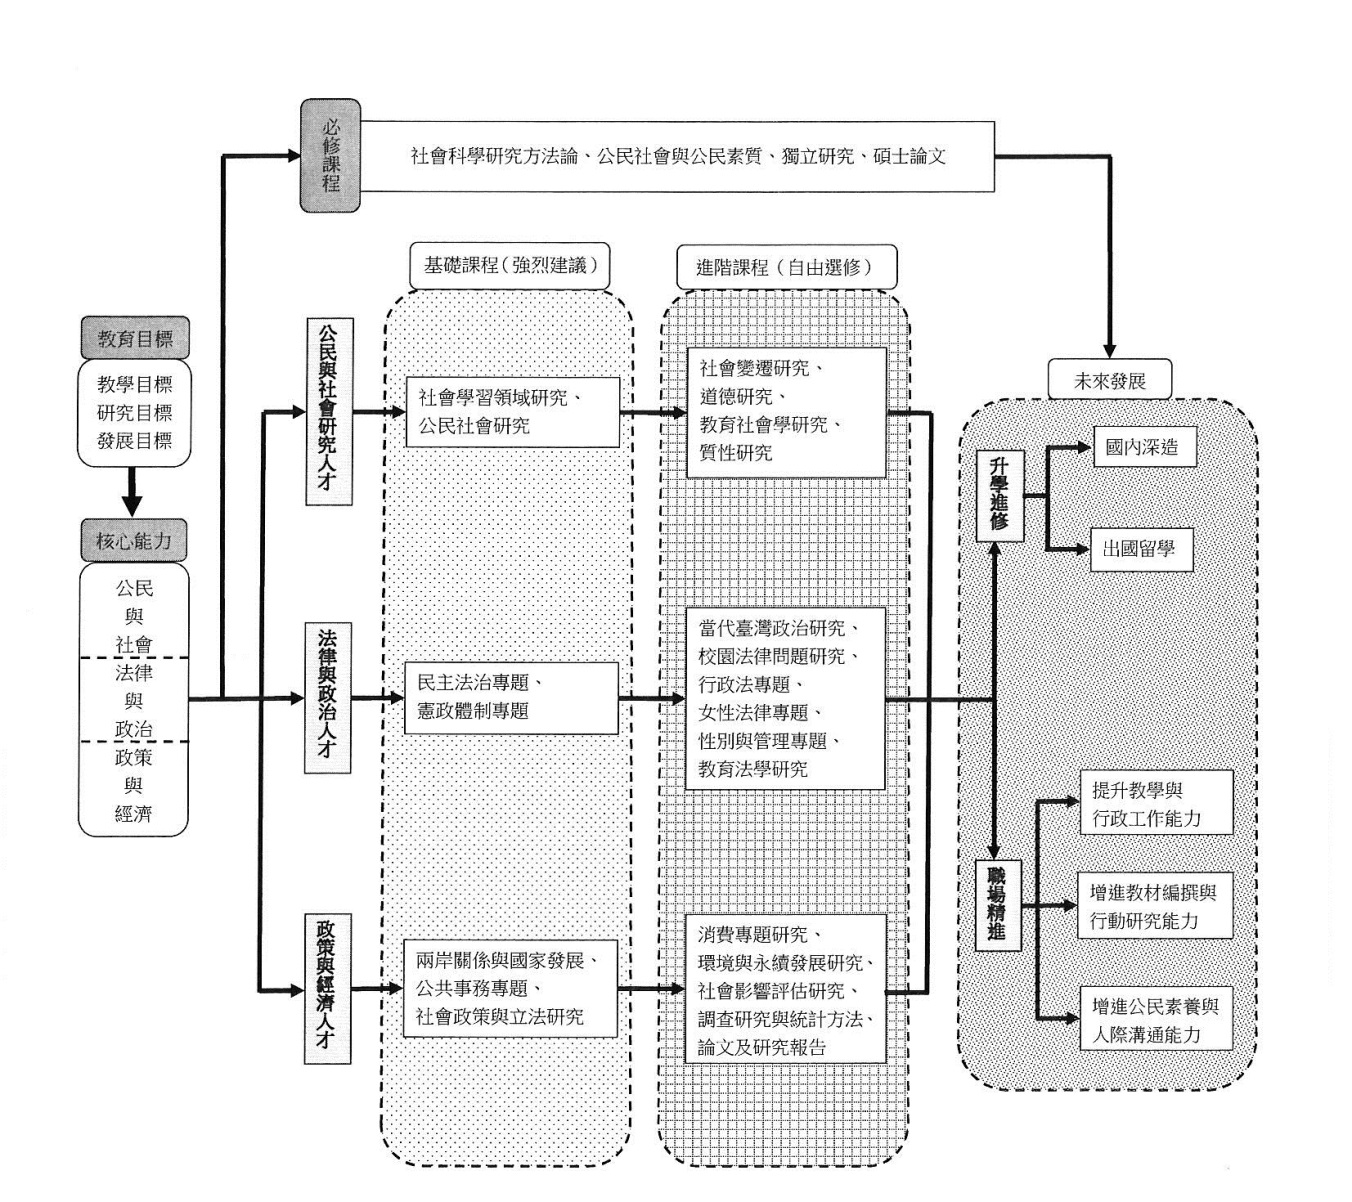 必修課程
社會科學研究方法論、公民社會與公民素質、獨立研究、碩士論文
教育目標
教學目標
研究目標
發展目標
核心能力
公民
與
社會
法律
與
政治
政策
與
經濟
基礎課程(強烈建議)
進階課程(自由選修)
公民與社會研究人才
社會學習領域研究、
公民社會研究
社會變遷研究、
道德研究、
教育社會學研究、
質性研究
法律與政治人才
民主法治專題、
憲政體制專題
當代臺灣政治研究、
校園法律問題研究、
行政法專題、
女性法律專題、
性別與管理專題、
教育法學研究
政策與經濟人才
兩岸關係與國家發展、
公共事務專題、
社會政策與立法研究
消費專題研究、
環境與永續發展研究、
社會影響評估研究、
調查研究與統計方法、
論文及研究報告
未來發展
升學進修
國內深造
出國留學
職場精進
提升教學與
行政工作能力
增進教材編撰與
行動研究能力
增進公民素養與
人際溝通能力